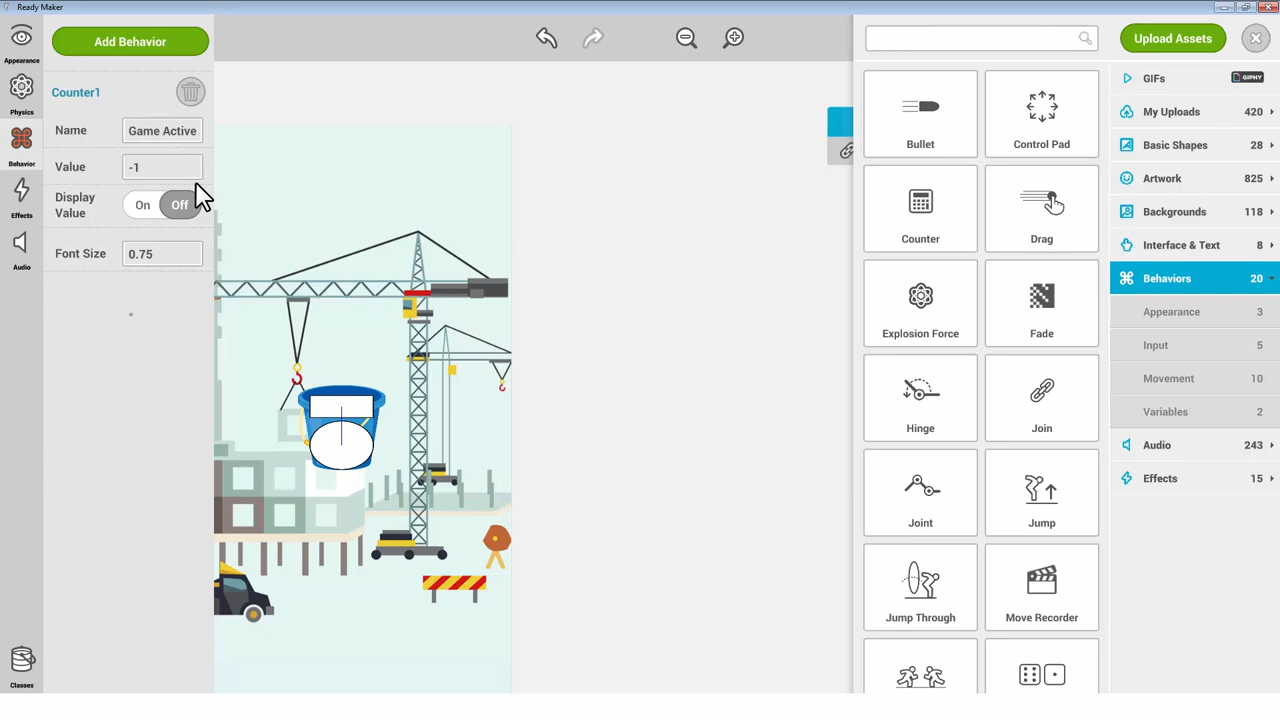 Ready Maker
Appearance
Physics
Behavior
Effects
Audio
Classes
Add Behavior
Counter1
Name
Game Active
Value
-1
Display
Value
On
Off
Font Size
0.75
Bullet
Control Pad
Counter
Drag
Explosion Force
Fade
Hinge
Join
Joint
Jump
Jump Through
Move Recorder
Upload Assets
GIFs
GIPHY
My Uploads 420
Basic Shapes 28
Artwork 825
Backgrounds 118
Interface & Text 8
Behaviors 20
Appearance 3
Input 5
Movement 10
Variables 2
Audio 243
Effects 15